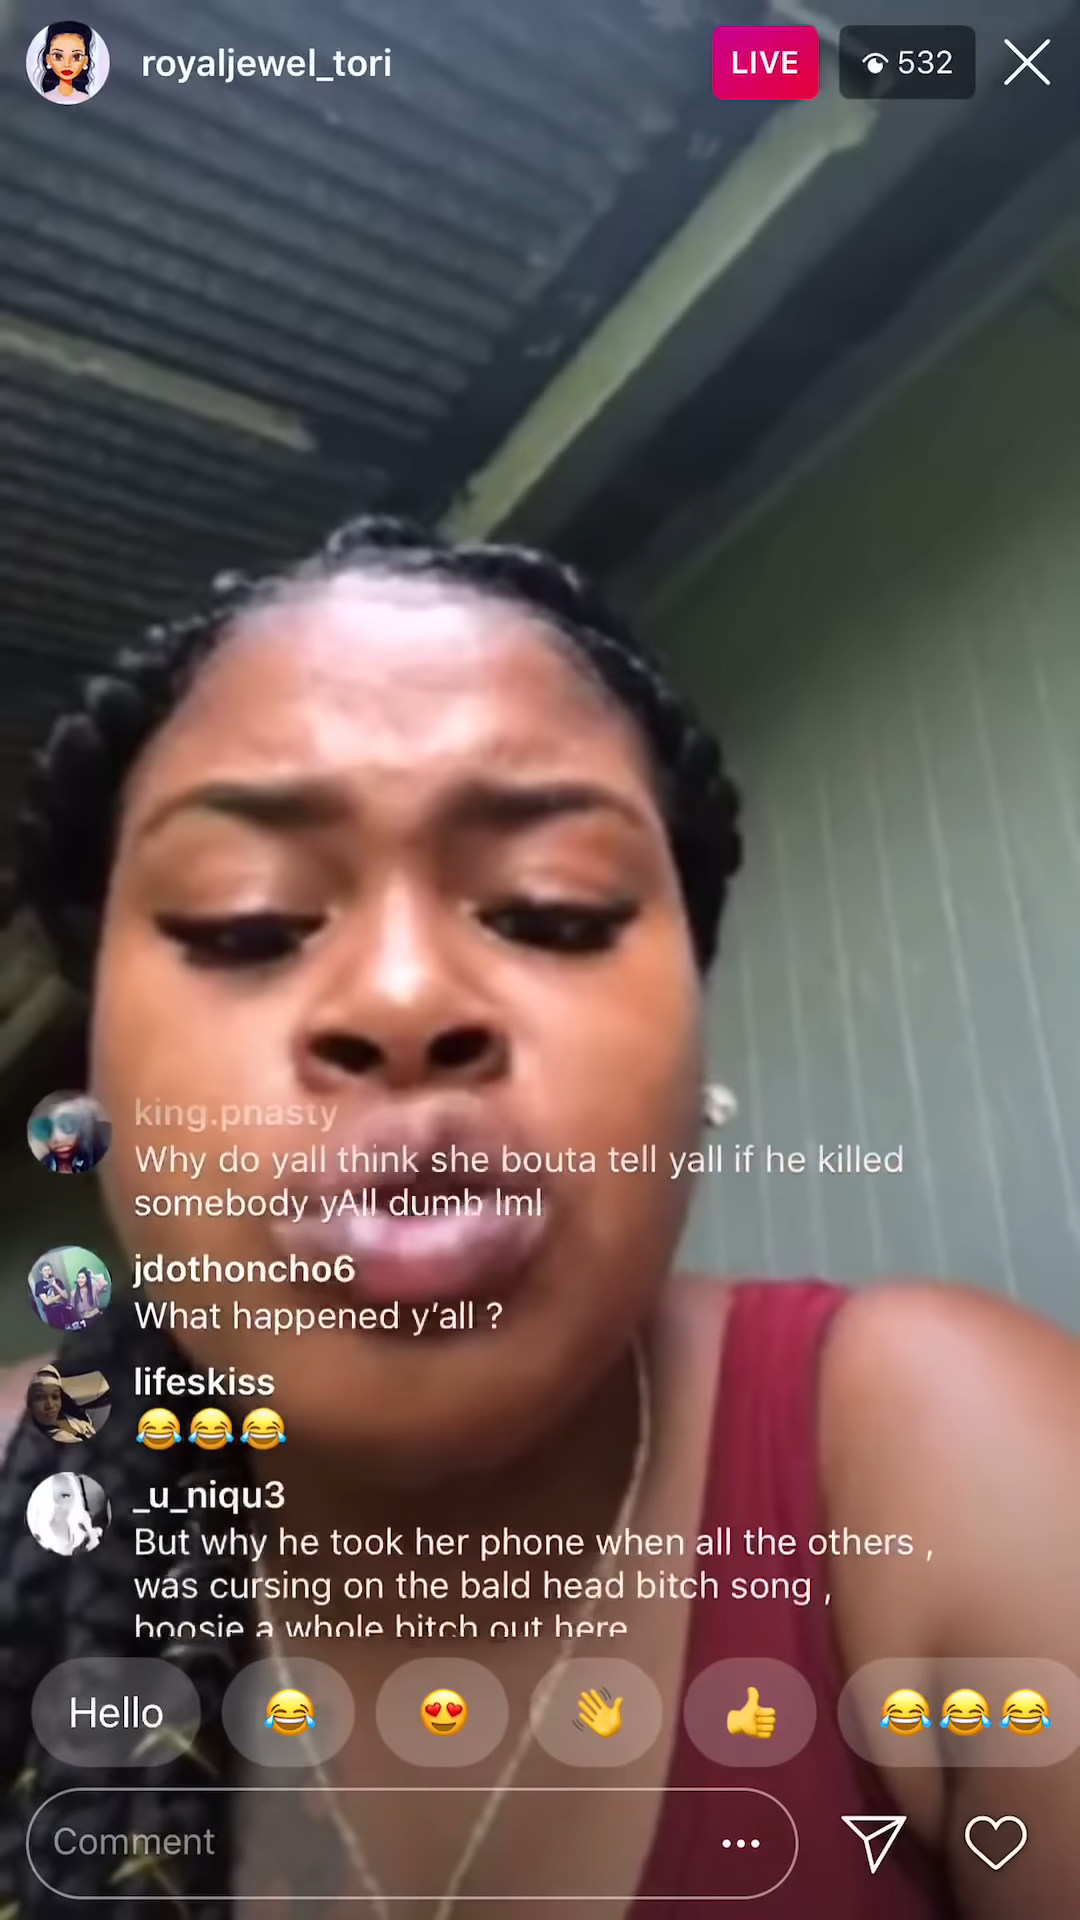 royaljewel_tori
LIVE
532
king.pnasty
Why do yall think she bouta tell yall if he killed
somebody yAll dumb lml
jdothoncho6
What happened y'all ?
lifeskiss
😂😂😂
_u_niqu3
But why he took her phone when all the others ,
was cursing on the bald head bitch song ,
boosie a whole bitch out here
Hello 😂 😍 👋 👍 😂😂😂
Comment